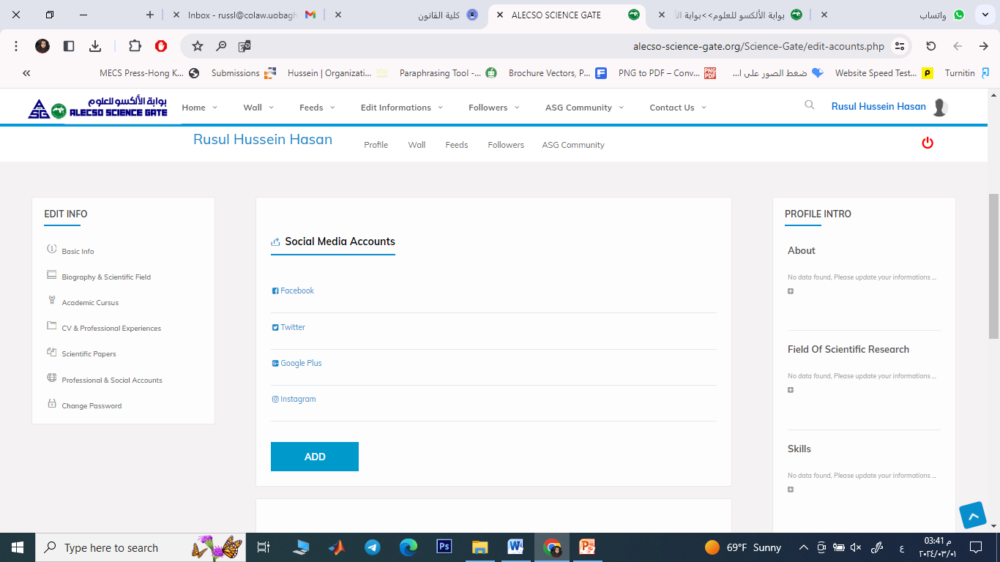 Inbox - russl@colaw.uobagh
كلية القانون
ALECSO SCIENCE GATE
بوابة الألكسو للعلوم>>بوابة الأ
واتساب
alecso-science-gate.org/Science-Gate/edit-acounts.php
MECS Press-Hong K... Submissions Hussein | Organizati... Paraphrasing Tool -... Brochure Vectors, P... PNG to PDF – Conv... ضغط الصور على ا... Website Speed Test... Turnitin
بوابة الألكسو للعلوم
ALECSO SCIENCE GATE
Home Wall Feeds Edit Informations Followers ASG Community Contact Us Rusul Hussein Hasan
Rusul Hussein Hasan Profile Wall Feeds Followers ASG Community
EDIT INFO
Basic Info
Biography & Scientific Field
Academic Cursus
CV & Professional Experiences
Scientific Papers
Professional & Social Accounts
Change Password
Social Media Accounts
Facebook
Twitter
Google Plus
Instagram
ADD
PROFILE INTRO
About
No data found, Please update your informations ...
Field Of Scientific Research
No data found, Please update your informations ...
Skills
No data found, Please update your informations ...
Type here to search
69°F Sunny
ع
03:41 م
٢٠٢٤/٠٣/٠١